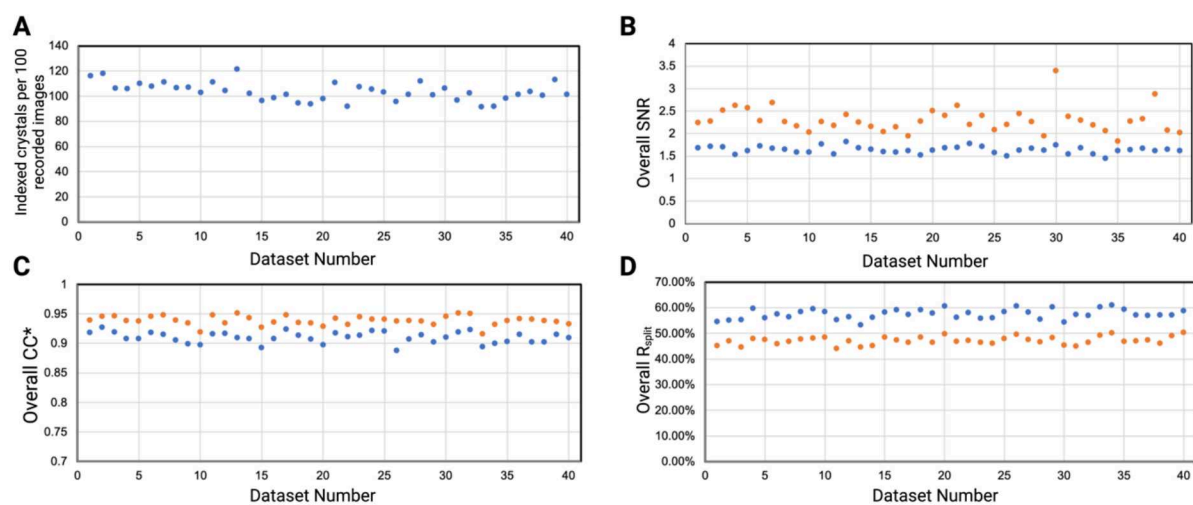 A
Indexed crystals per 100
recorded images
140
120
100
80
60
40
20
0
0 5 10 15 20 25 30 35 40
Dataset Number
B
Overall SNR
4
3.5
3
2.5
2
1.5
1
0.5
0
0 5 10 15 20 25 30 35 40
Dataset Number
C
Overall CC*
1
0.95
0.9
0.85
0.8
0.75
0.7
0 5 10 15 20 25 30 35 40
Dataset Number
D
Overall Rsplit
70.00%
60.00%
50.00%
40.00%
30.00%
20.00%
10.00%
0.00%
0 5 10 15 20 25 30 35 40
Dataset Number